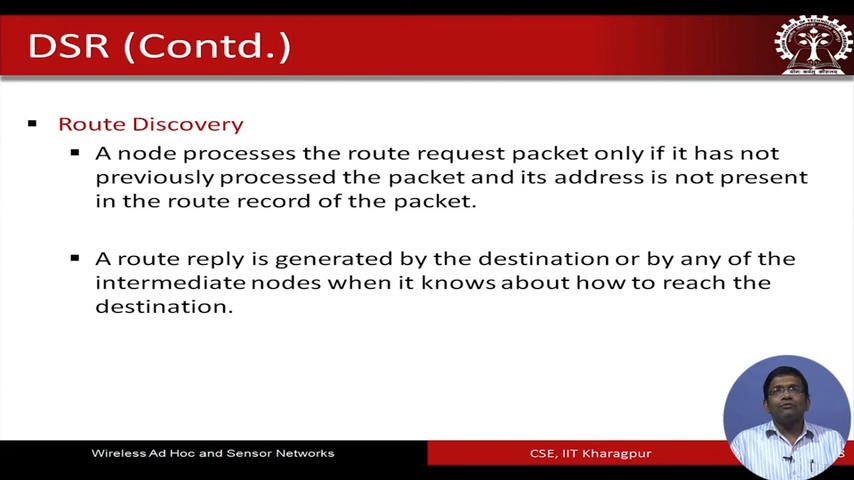 DSR (Contd.)
Route Discovery
A node processes the route request packet only if it has not
previously processed the packet and its address is not present
in the route record of the packet.
A route reply is generated by the destination or by any of the
intermediate nodes when it knows about how to reach the
destination.
Wireless Ad Hoc and Sensor Networks
CSE, IIT Kharagpur